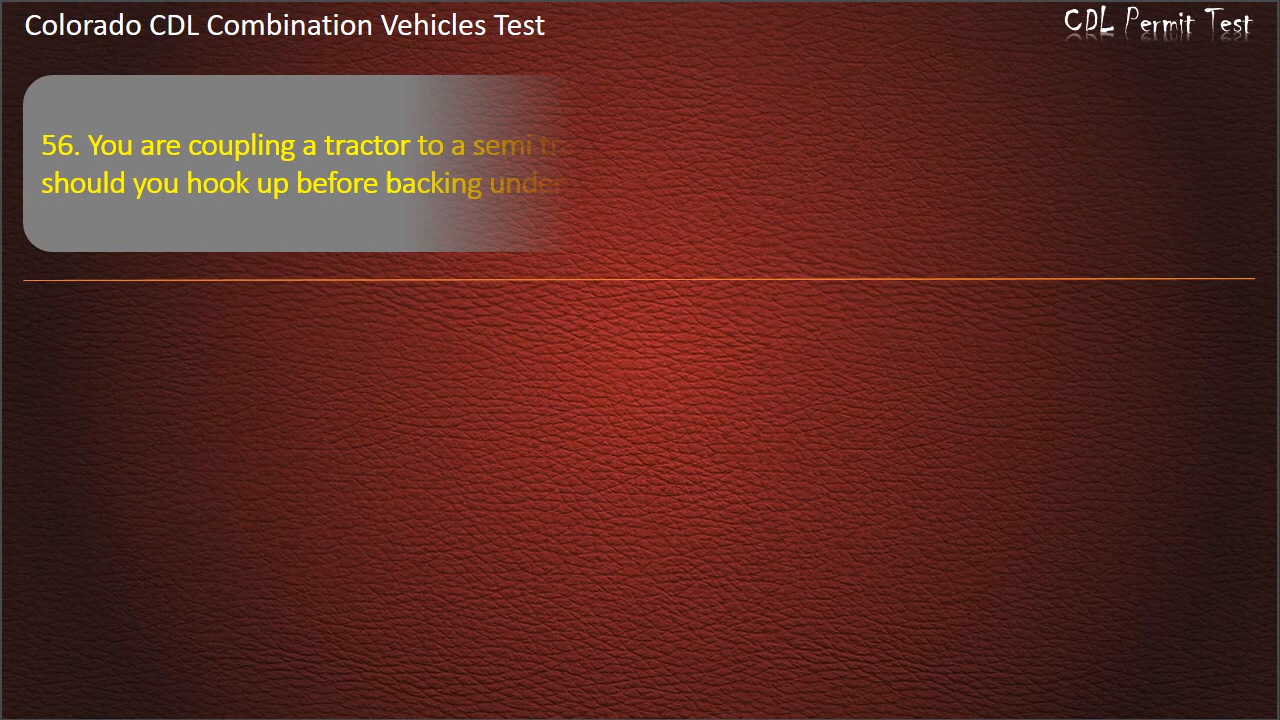 Colorado CDL Combination Vehicles Test
CDL Permit Test
56. You are coupling a tractor to a semi
should you hook up before backing under